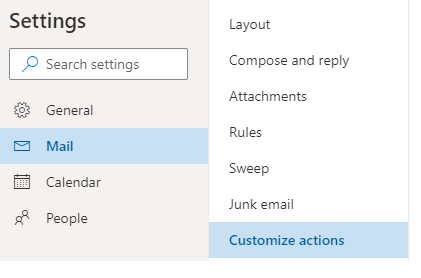 Settings
Search settings
General
Mail
Calendar
People
Layout
Compose and reply
Attachments
Rules
Sweep
Junk email
Customize actions